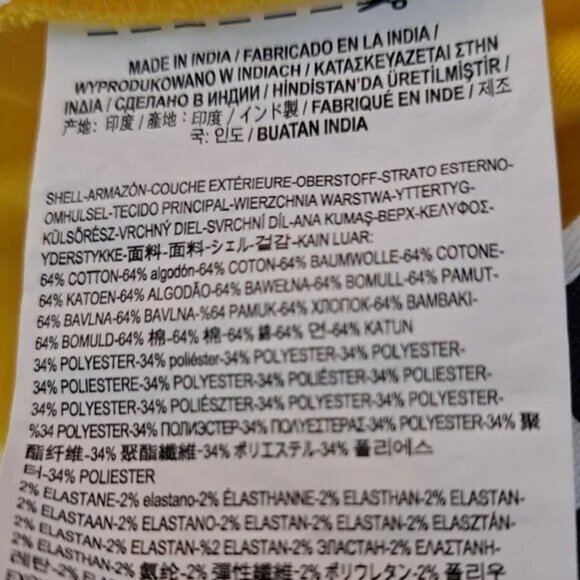 MADE IN INDIA / FABRICADO EN LA INDIA /
WYPRODUKOWANO W INDIACH / ΚΑΤΑΣΚΕΥΑΖΕΤΑΙ ΣΤΗΝ
ΙΝΔΙΑ / СДЕЛАНО В ИНДИИ / HİNDİSTAN'DA ÜRETİLMİŞTİR /
产地: 印度 / 產地: 印度 / インド製 / FABRIQUÉ EN INDE / 제조
국: 인도 / BUATAN INDIA
SHELL-ARMAZÓN-COUCHE EXTÉRIEURE-OBERSTOFF-STRATO ESTERNO-
OMHULSEL-TECIDO PRINCIPAL-WIERZCHNIA WARSTWA-YTTERTYG-
KÜLSŐRÉSZ-VRCHNÝ DIEL-SVRCHNÍ DÍL-ANA KUMAŞ-ВЕРХ-ΚΕΛΥΦΟΣ-
YDERSTYKKE-面料-面料-シェル-겉감-KAIN LUAR:
64% COTTON-64% algodón-64% COTON-64% BAUMWOLLE-64% COTONE-
64% KATOEN-64% ALGODÃO-64% BAWEŁNA-64% BOMULL-64% PAMUT-
64% BAVLNA-64% BAVLNA-%64 PAMUK-64% ХЛОПОК-64% ΒΑΜΒΑΚΙ-
64% BOMULD-64% 棉-64% 棉-64% 綿-64% 면-64% KATUN
34% POLYESTER-34% poliéster-34% POLYESTER-34% POLYESTER-
34% POLIESTERE-34% POLYESTER-34% POLIÉSTER-34% POLIESTER-
34% POLYESTER-34% POLIÉSZTER-34% POLYESTER-34% POLYESTER-
%34 POLYESTER-34% ПОЛИЭСТЕР-34% ΠΟΛΥΕΣΤΕΡΑΣ-34% POLYESTER-34% 聚
酯纤维-34% 聚酯纖維-34% ポリエステル-34% 폴리에스
터-34% POLIESTER
2% ELASTANE-2% elastano-2% ÉLASTHANNE-2% ELASTHAN-2% ELASTAN-
2% ELASTAAN-2% ELASTANO-2% ELASTAN-2% ELASTAN-2% ELASZTÁN-
2% ELASTAN-2% ELASTAN-%2 ELASTAN-2% ЭЛАСТАН-2% ΕΛΑΣΤΑΝΗ-
2% ELASTHAN-2% 氨纶-2% 彈性纖維-2% ポリウレタン-2% 폴리우